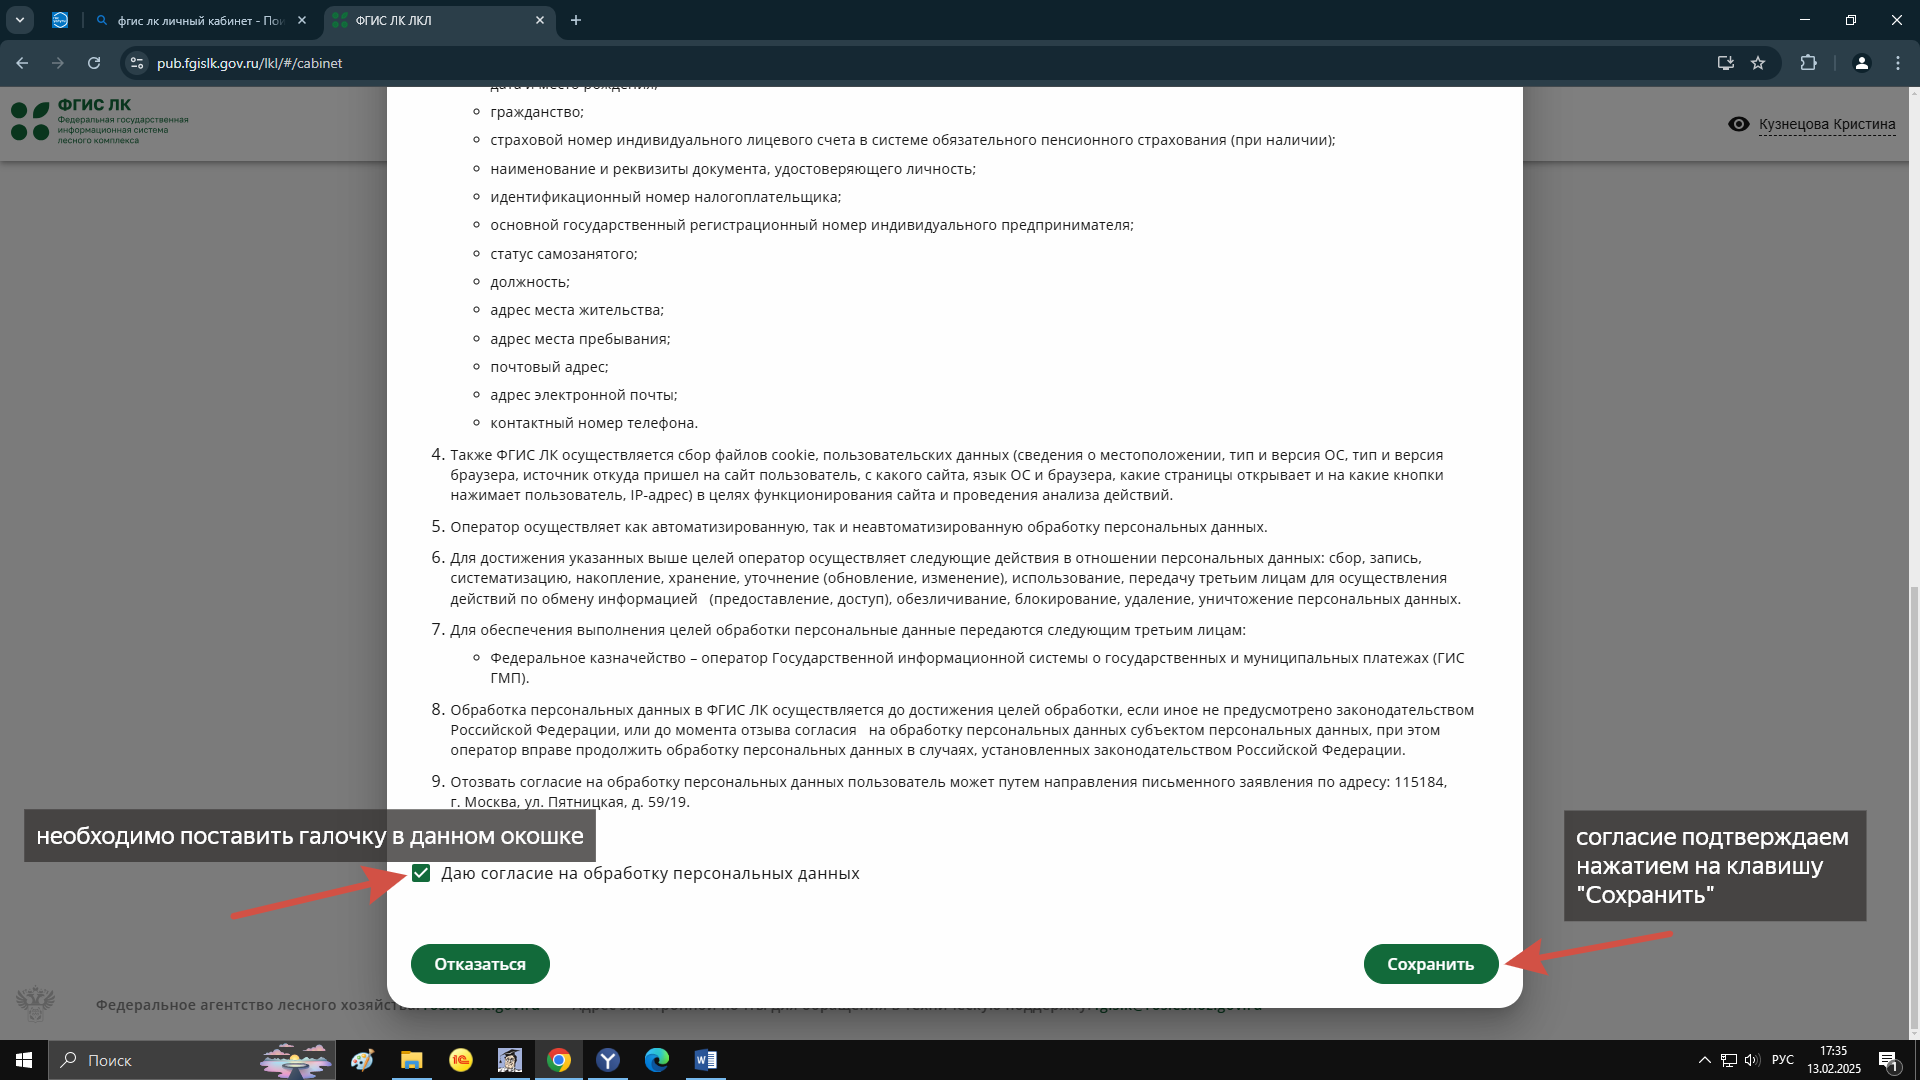 фгис лк личный кабинет - Пои
ФГИС ЛК ЛКЛ
pub.fgislk.gov.ru/lkl/#/cabinet
ФГИС ЛК
Федеральная государственная
информационная система
лесного комплекса
Кузнецова Кристина
дата и место рождения;
гражданство;
страховой номер индивидуального лицевого счета в системе обязательного пенсионного страхования (при наличии);
наименование и реквизиты документа, удостоверяющего личность;
идентификационный номер налогоплательщика;
основной государственный регистрационный номер индивидуального предпринимателя;
статус самозанятого;
должность;
адрес места жительства;
адрес места пребывания;
почтовый адрес;
адрес электронной почты;
контактный номер телефона.
4. Также ФГИС ЛК осуществляется сбор файлов cookie, пользовательских данных (сведения о местоположении, тип и версия ОС, тип и версия
браузера, источник откуда пришел на сайт пользователь, с какого сайта, язык ОС и браузера, какие страницы открывает и на какие кнопки
нажимает пользователь, IP-адрес) в целях функционирования сайта и проведения анализа действий.
5. Оператор осуществляет как автоматизированную, так и неавтоматизированную обработку персональных данных.
6. Для достижения указанных выше целей оператор осуществляет следующие действия в отношении персональных данных: сбор, запись,
систематизацию, накопление, хранение, уточнение (обновление, изменение), использование, передачу третьим лицам для осуществления
действий по обмену информацией (предоставление, доступ), обезличивание, блокирование, удаление, уничтожение персональных данных.
7. Для обеспечения выполнения целей обработки персональные данные передаются следующим третьим лицам:
Федеральное казначейство – оператор Государственной информационной системы о государственных и муниципальных платежах (ГИС
ГМП).
8. Обработка персональных данных в ФГИС ЛК осуществляется до достижения целей обработки, если иное не предусмотрено законодательством
Российской Федерации, или до момента отзыва согласия на обработку персональных данных субъектом персональных данных, при этом
оператор вправе продолжить обработку персональных данных в случаях, установленных законодательством Российской Федерации.
9. Отозвать согласие на обработку персональных данных пользователь может путем направления письменного заявления по адресу: 115184,
г. Москва, ул. Пятницкая, д. 59/19.
необходимо поставить галочку в данном окошке
согласие подтверждаем
нажатием на клавишу
"Сохранить"
Даю согласие на обработку персональных данных
Отказаться
Сохранить
Федеральное агентство лесного хозяйства:
Поиск
РУС
17:35
13.02.2025
1